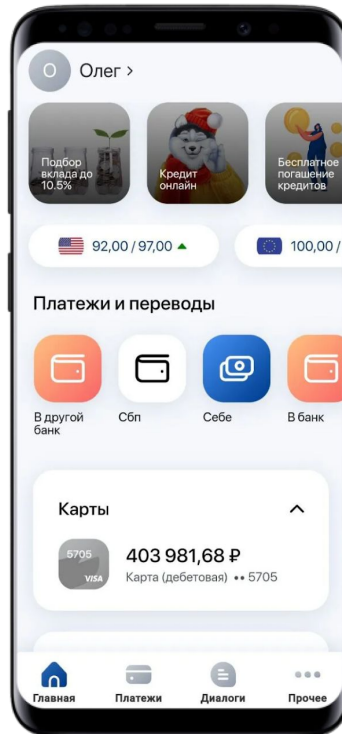 О Олег >
Подбор
вклада до
10.5%
Кредит
онлайн
Бесплатное
погашение
кредитов
92,00 / 97,00
100,00 /
Платежи и переводы
В другой
банк
Сбп
Себе
В банк
Карты
5705
VISA
403 981,68 ₽
Карта (дебетовая) •• 5705
Главная
Платежи
Диалоги
Прочее